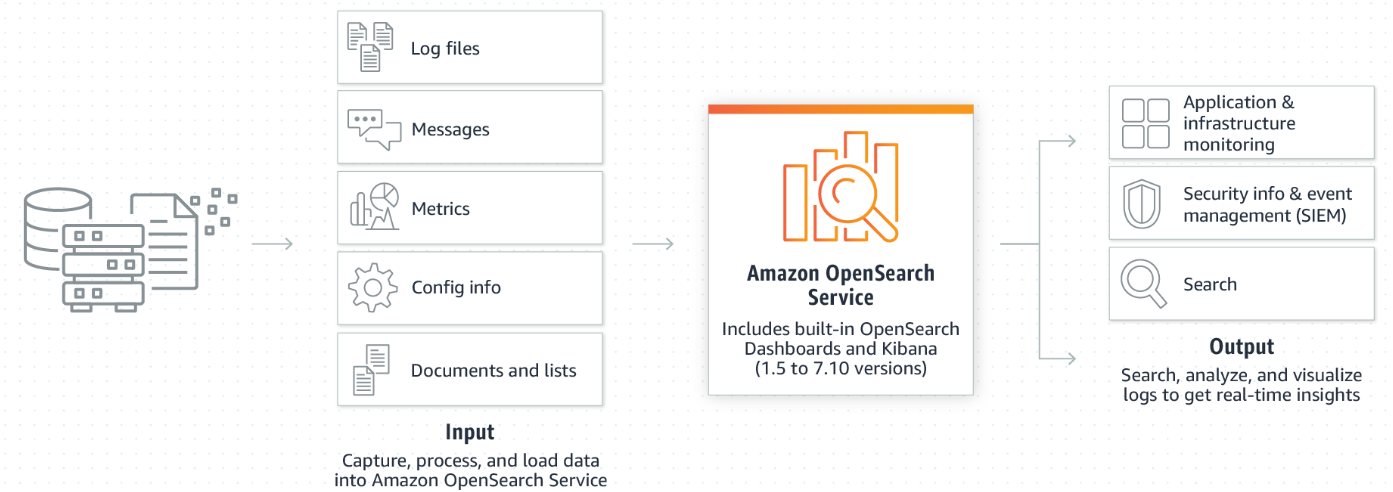 Log files
Messages
Metrics
Config info
Documents and lists
Input
Capture, process, and load data
into Amazon OpenSearch Service
Amazon OpenSearch
Service
Includes built-in OpenSearch
Dashboards and Kibana
(1.5 to 7.10 versions)
Application &
infrastructure
monitoring
Security info & event
management (SIEM)
Search
Output
Search, analyze, and visualize
logs to get real-time insights